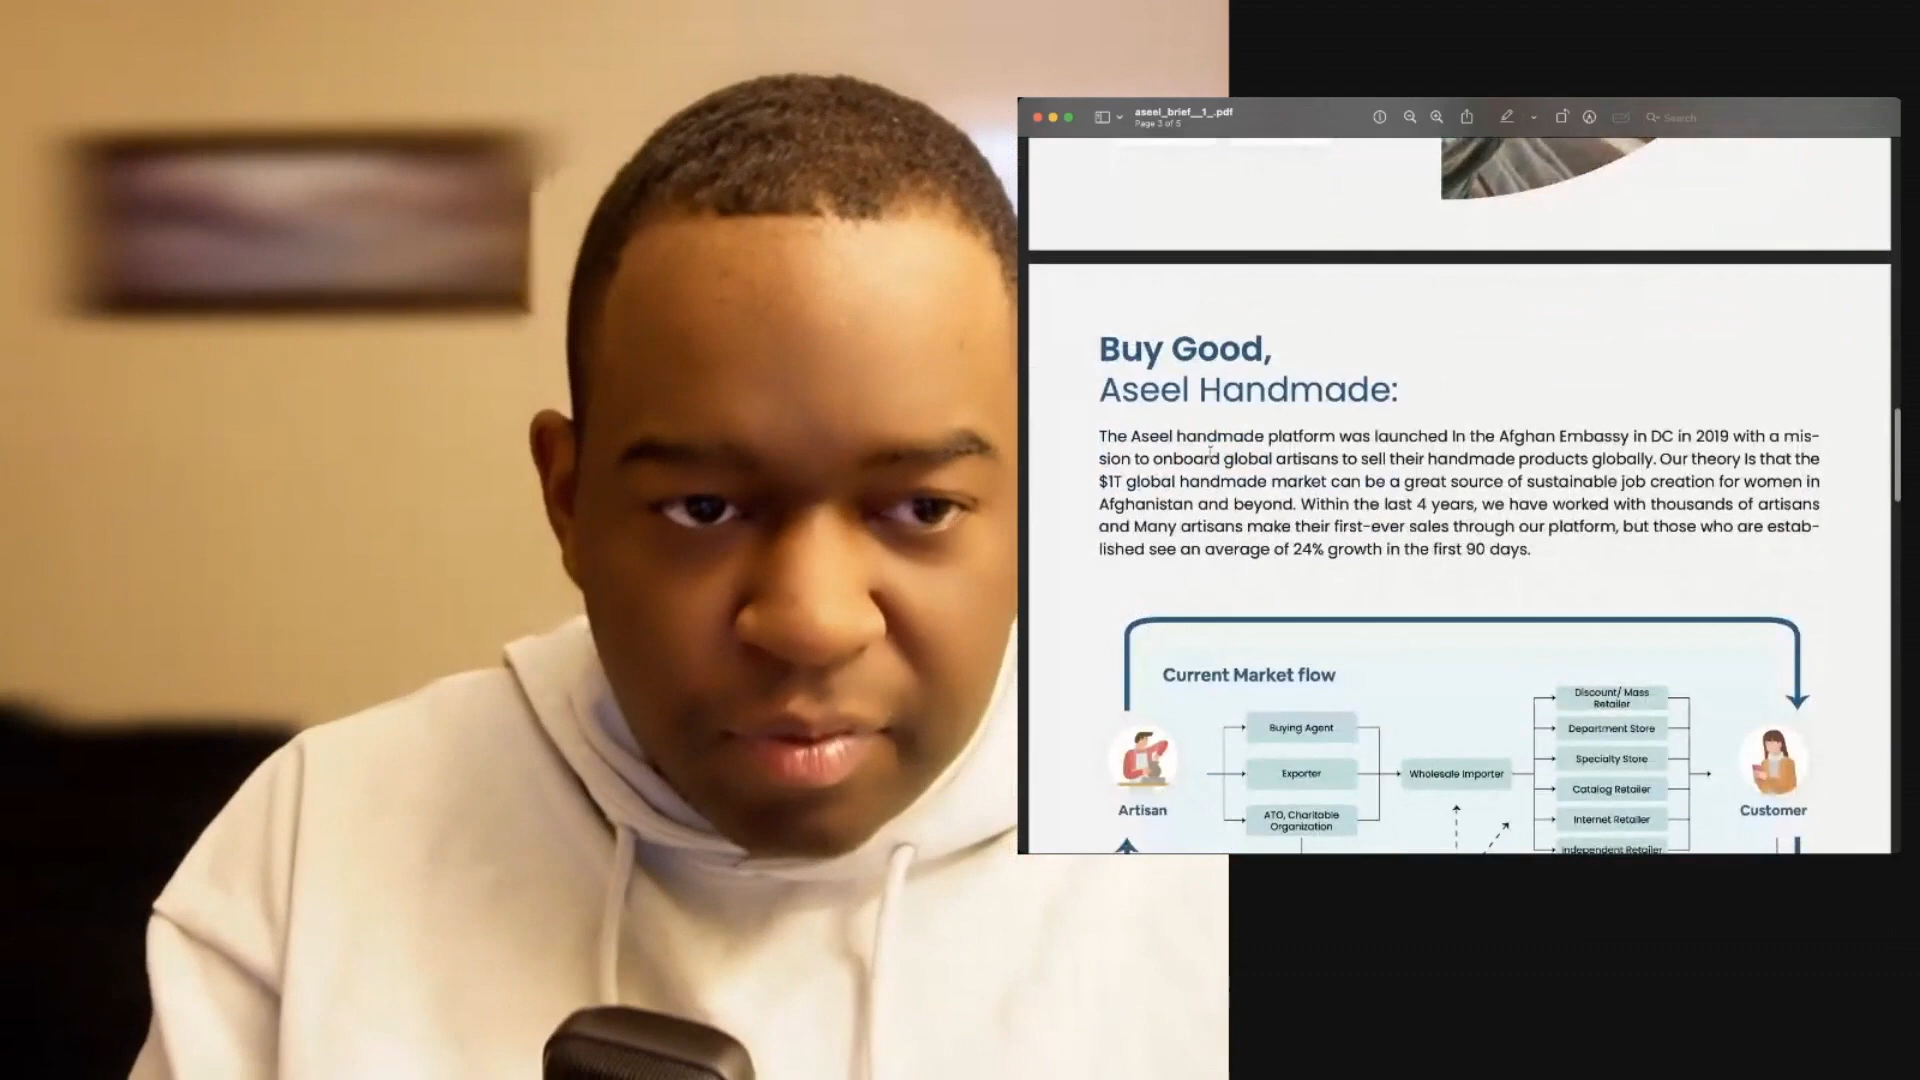 aseel_brief__1_.pdf
Page 3 of 5
Search
Buy Good,
Aseel Handmade:
The Aseel handmade platform was launched In the Afghan Embassy in DC in 2019 with a mis-
sion to onboard global artisans to sell their handmade products globally. Our theory Is that the
$1T global handmade market can be a great source of sustainable job creation for women in
Afghanistan and beyond. Within the last 4 years, we have worked with thousands of artisans
and Many artisans make their first-ever sales through our platform, but those who are estab-
lished see an average of 24% growth in the first 90 days.
Current Market flow
Artisan
Buying Agent
Exporter
ATO, Charitable
Organization
Wholesale Importer
Discount/ Mass
Retailer
Department Store
Specialty Store
Catalog Retailer
Internet Retailer
Independent Retailer
Customer